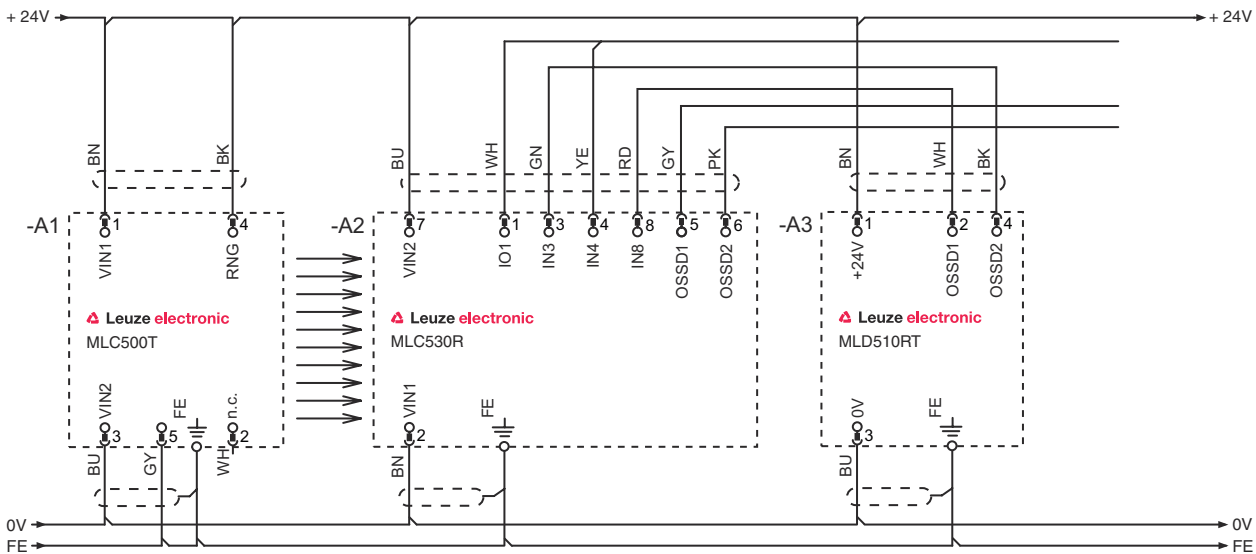 + 24V
+ 24V
BN
BK
BU
WH
GN
YE
RD
GY
PK
BN
WH
BK
-A1
1
4
-A2
7
1
3
4
8
5
6
-A3
1
2
4
VIN1
RNG
VIN2
IO1
IN3
IN4
IN8
OSSD1
OSSD2
+24V
OSSD1
OSSD2
Leuze electronic
MLC500T
Leuze electronic
MLC530R
Leuze electronic
MLD510RT
VIN2
FE
n.c.
VIN1
FE
0V
FE
3
5
2
2
3
BU
GY
WH
BN
BU
0V
0V
FE
FE